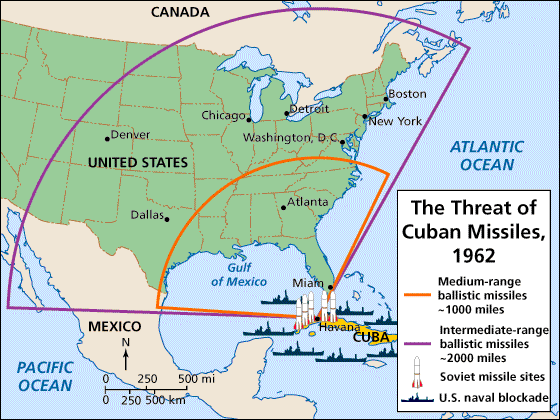 CANADA
Boston
Detroit
Chicago
New York
Denver
Washington, D.C.
UNITED STATES
ATLANTIC
OCEAN
Atlanta
Dallas
Gulf
of Mexico
Miami
Havana
CUBA
MEXICO
N
PACIFIC
OCEAN
0 250 500 mi
0 250 500 km
The Threat of
Cuban Missiles,
1962
Medium-range
ballistic missiles
~1000 miles
Intermediate-range
ballistic missiles
~2000 miles
Soviet missile sites
U.S. naval blockade